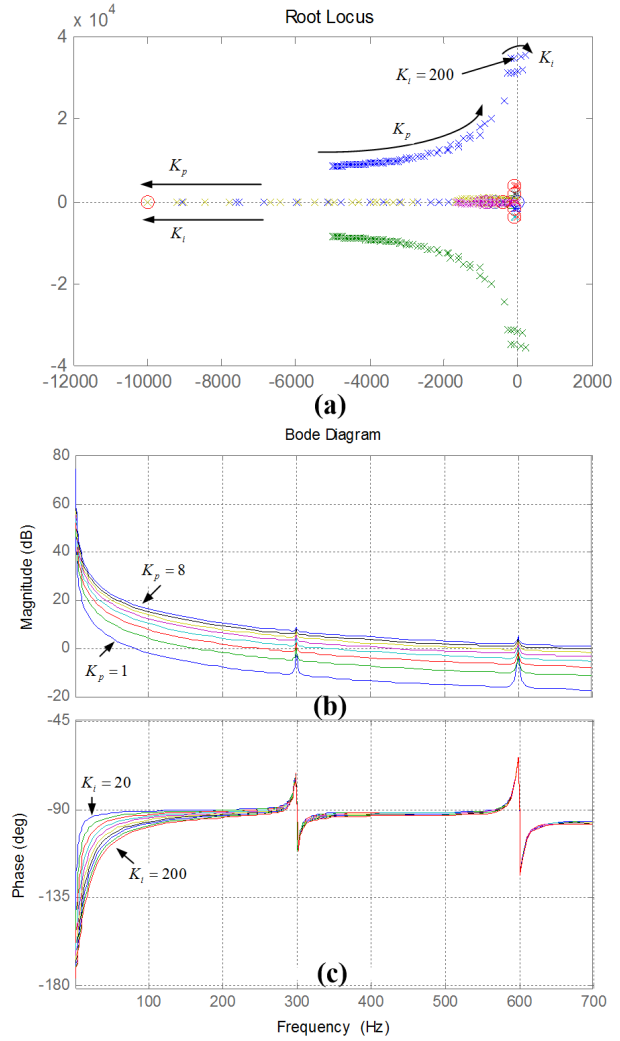 Root Locus
x 10⁴
4
2
0
-2
-4
K_i = 200
K_i
K_p
K_p
K_i
-12000 -10000 -8000 -6000 -4000 -2000 0 2000
(a)
Bode Diagram
Magnitude (dB)
80
60
40
20
0
20
K_p = 8
K_p = 1
(b)
Phase (deg)
-45
-90
-135
-180
K_i = 20
K_i = 200
(c)
100 200 300 400 500 600 700
Frequency (Hz)